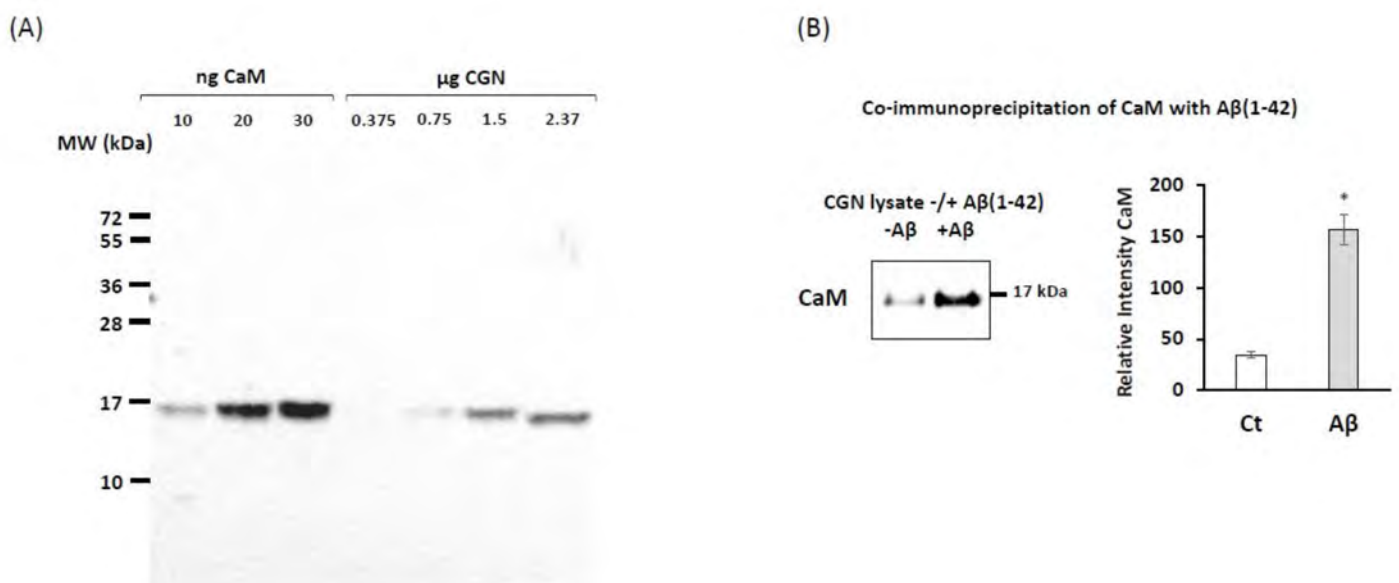 (A)
ng CaM
µg CGN
10 20 30 0.375 0.75 1.5 2.37
MW (kDa)
72
55
36
28
17
10
(B)
Co-immunoprecipitation of CaM with Aβ(1-42)
CGN lysate -/+ Aβ(1-42)
-Aβ +Aβ
CaM
17 kDa
Relative Intensity CaM
200
150
100
50
0
*
Ct Aβ